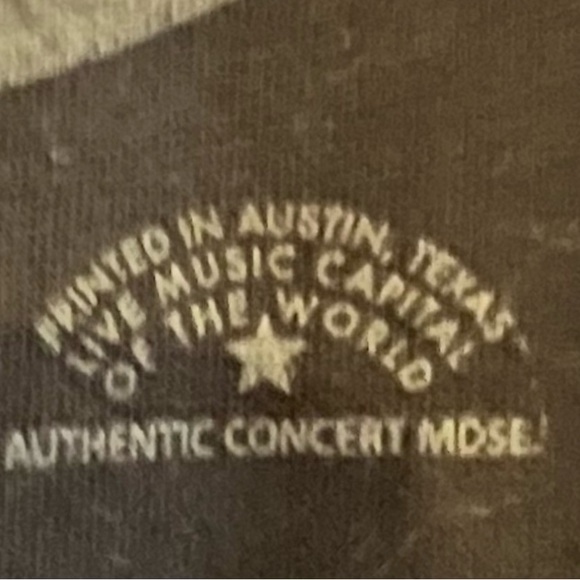 PRINTED IN AUSTIN, TEXAS
LIVE MUSIC CAPITAL
OF THE WORLD
AUTHENTIC CONCERT MDSE!